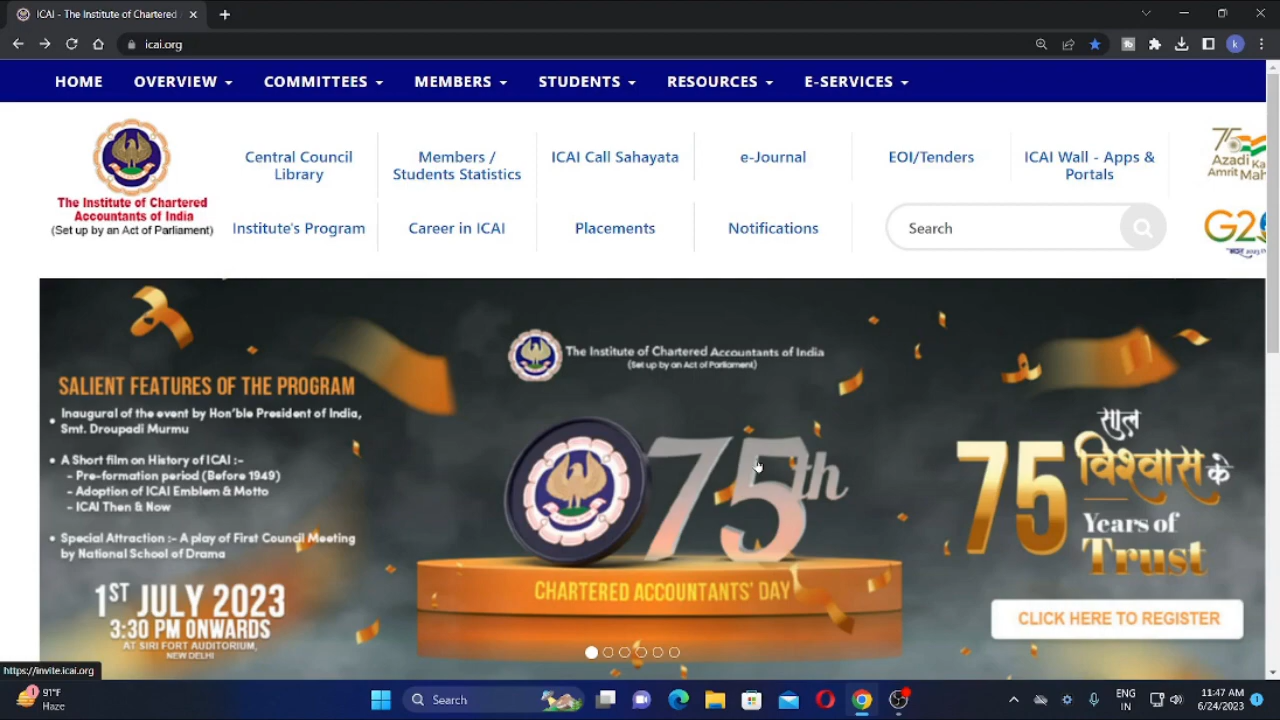 ICAI - The Institute of Chartered
icai.org
k
HOME
OVERVIEW
COMMITTEES
MEMBERS
STUDENTS
RESOURCES
E-SERVICES
The Institute of Chartered
Accountants of India
(Set up by an Act of Parliament)
Central Council
Library
Members /
Students Statistics
ICAI Call Sahayata
e-Journal
EOI/Tenders
ICAI Wall - Apps &
Portals
75
Azadi Ka
Amrit Mah
Institute's Program
Career in ICAI
Placements
Notifications
Search
G2
SALIENT FEATURES OF THE PROGRAM
• Inaugural of the event by Hon'ble President of India,
Smt. Droupadi Murmu
• A Short film on History of ICAI :-
- Pre-formation period (Before 1949)
- Adoption of ICAI Emblem & Motto
- ICAI Then & Now
• Special Attraction :- A play of First Council Meeting
by National School of Drama
1ST JULY 2023
3:30 PM ONWARDS
AT SIRI FORT AUDITORIUM,
NEW DELHI
The Institute of Chartered Accountants of India
(Set up by an Act of Parliament)
75th
CHARTERED ACCOUNTANTS' DAY
साल
75 विश्वास के
Years of
Trust
CLICK HERE TO REGISTER
https://invite.icai.org
91°F
Haze
1
Search
ENG
IN
11:47 AM
6/24/2023
1